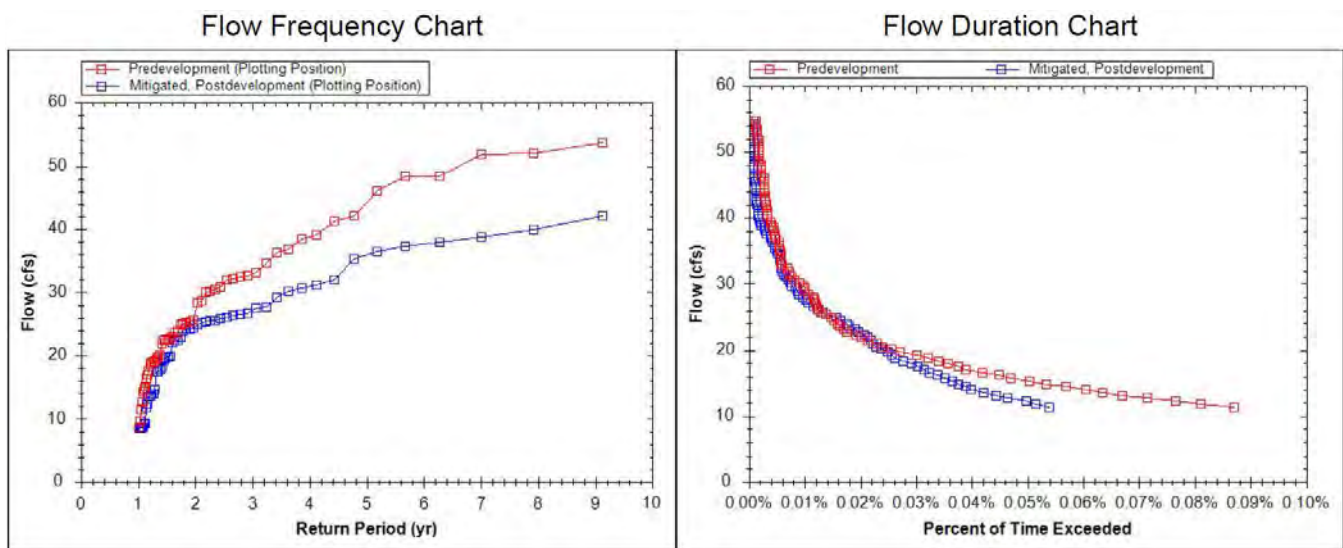 Flow Frequency Chart
Predevelopment (Plotting Position)
Mitigated, Postdevelopment (Plotting Position)
60
50
40
30
20
10
0
Flow (cfs)
0 1 2 3 4 5 6 7 8 9 10
Return Period (yr)
Flow Duration Chart
Predevelopment Mitigated, Postdevelopment
60
50
40
30
20
10
0
Flow (cfs)
0.00% 0.01% 0.02% 0.03% 0.04% 0.05% 0.06% 0.07% 0.08% 0.09% 0.10%
Percent of Time Exceeded